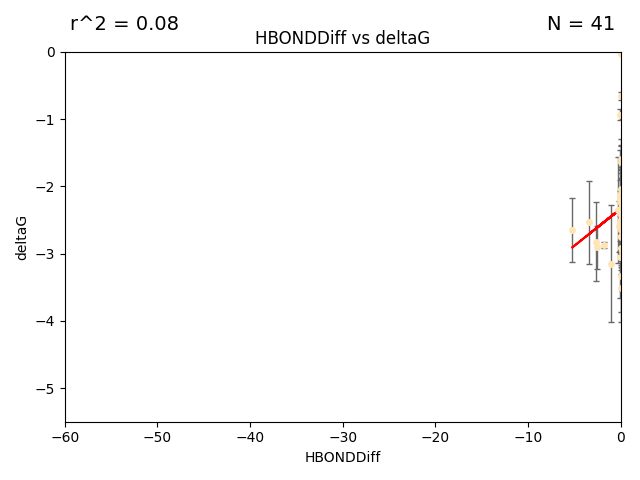 r^2 = 0.08
N = 41
HBONDDiff vs deltaG
0
−1
−2
−3
−4
−5
deltaG
−60
−50
−40
−30
−20
−10
0
HBONDDiff